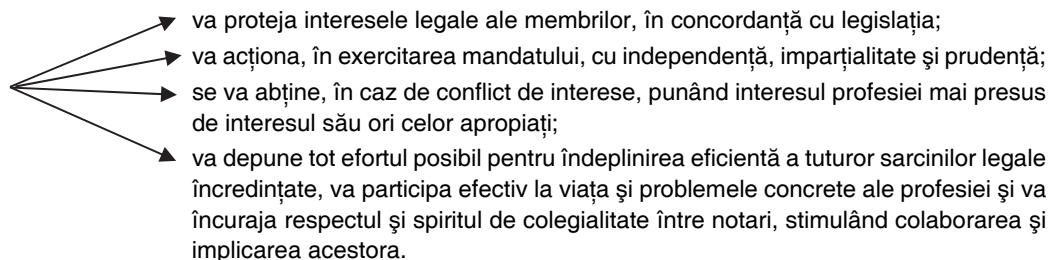 va proteja interesele legale ale membrilor, în concordanță cu legislația;
va acționa, în exercitarea mandatului, cu independență, imparțialitate şi prudență;
se va abține, în caz de conflict de interese, punând interesul profesiei mai presus
de interesul său ori celor apropiați;
va depune tot efortul posibil pentru îndeplinirea eficientă a tuturor sarcinilor legale
încredințate, va participa efectiv la viața şi problemele concrete ale profesiei şi va
încuraja respectul şi spiritul de colegialitate între notari, stimulând colaborarea şi
implicarea acestora.